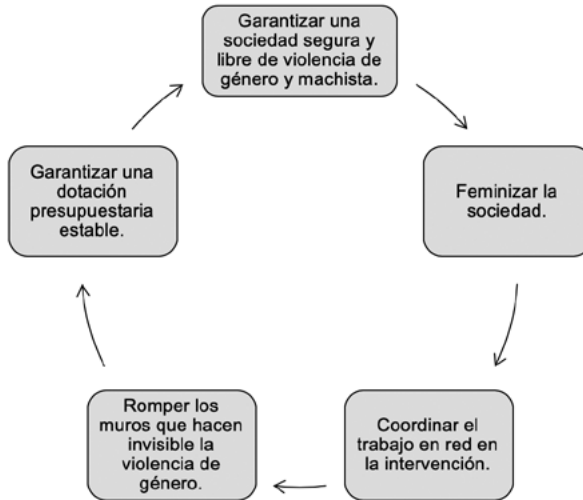 Garantizar una
sociedad segura y
libre de violencia de
género y machista.
Feminizar la
sociedad.
Coordinar el
trabajo en red en
la intervención.
Romper los
muros que hacen
invisible la
violencia de
género.
Garantizar una
dotación
presupuestaria
estable.